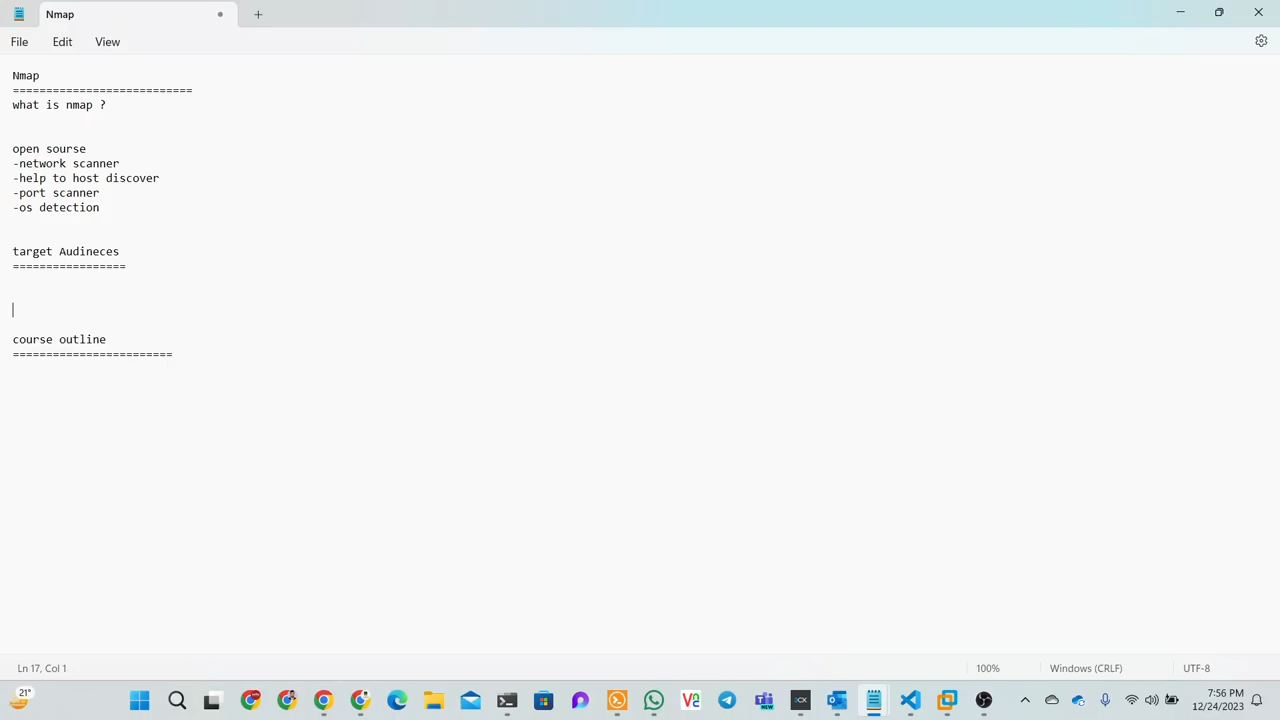 Nmap
File
Edit
View
Nmap
===========================
what is nmap ?
open sourse
-network scanner
-help to host discover
-port scanner
-os detection
target Audineces
=================
course outline
========================
Ln 17, Col 1
100%
Windows (CRLF)
UTF-8
21°
7:56 PM
12/24/2023